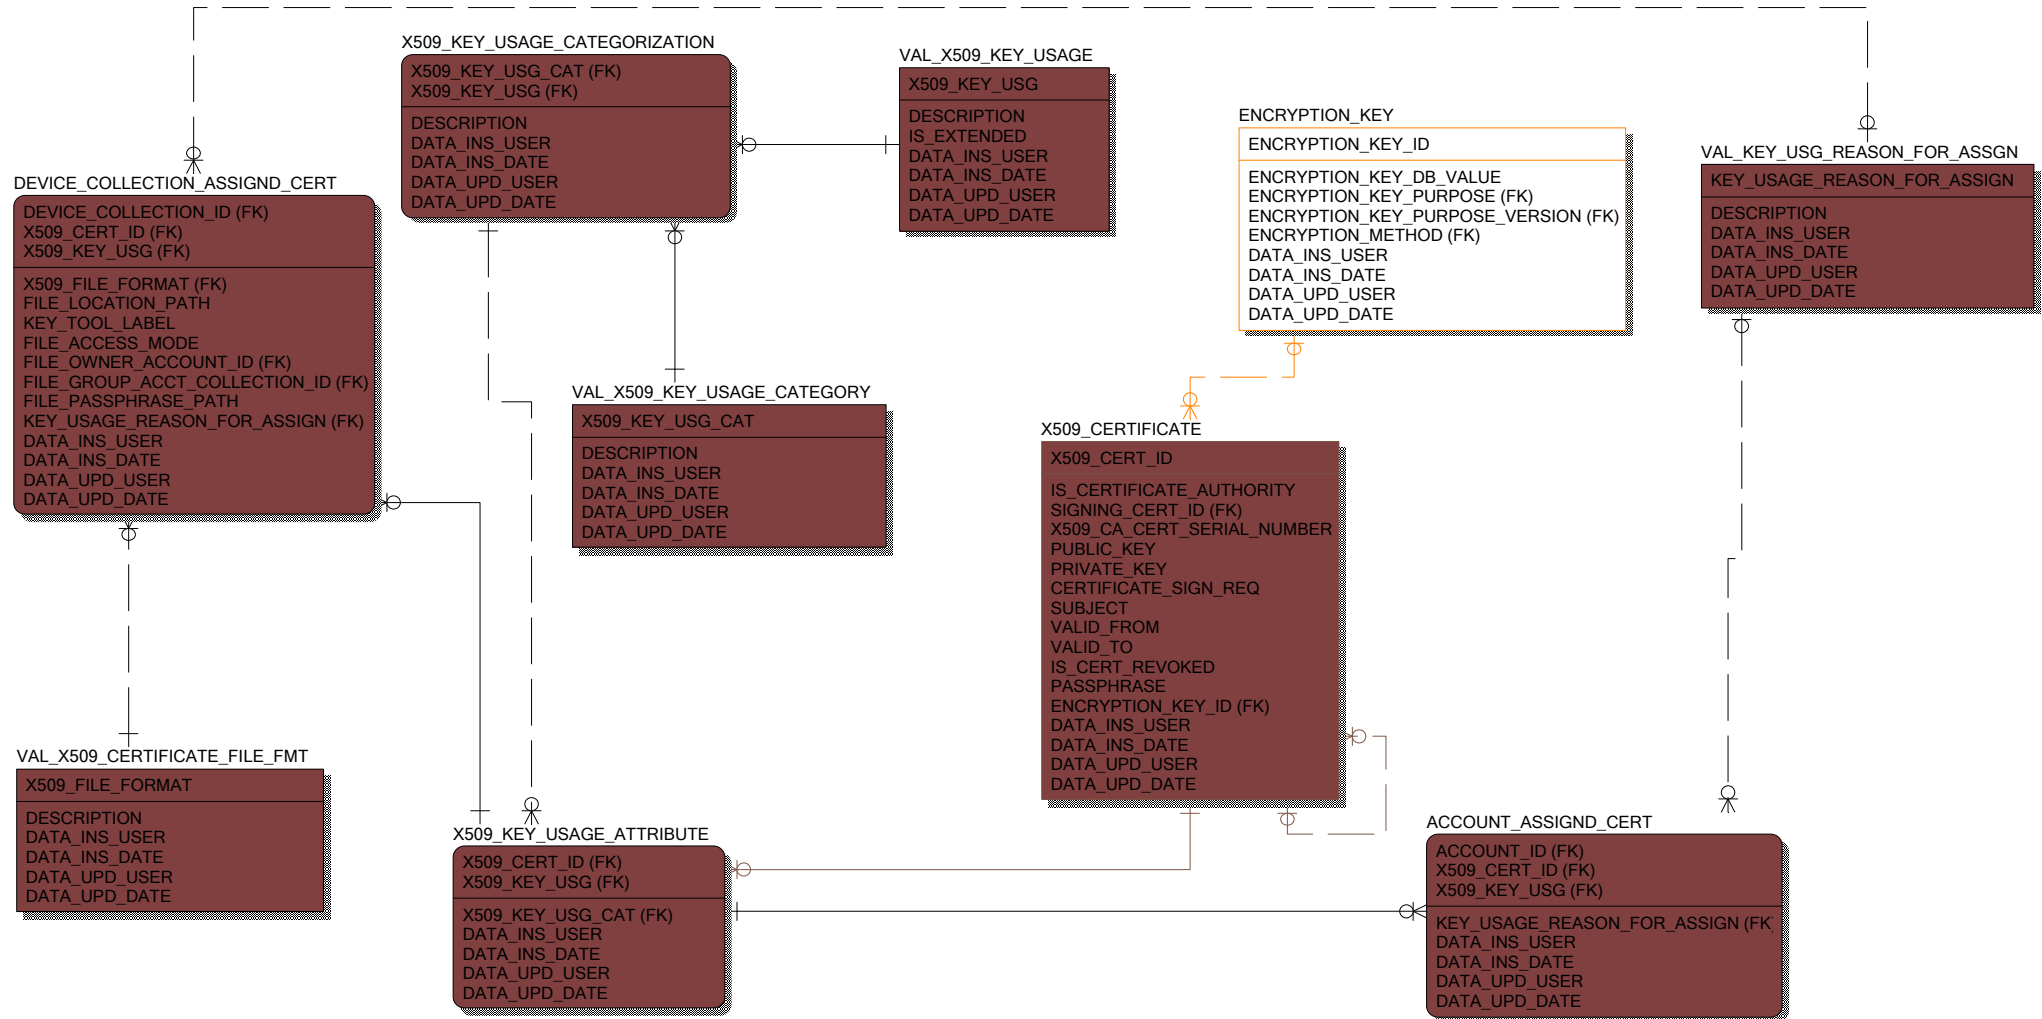 X509_KEY_USAGE_CATEGORIZATION
X509_KEY_USG_CAT (FK)
X509_KEY_USG (FK)
DESCRIPTION
DATA_INS_USER
DATA_INS_DATE
DATA_UPD_USER
DATA_UPD_DATE
VAL_X509_KEY_USAGE
X509_KEY_USG
DESCRIPTION
IS_EXTENDED
DATA_INS_USER
DATA_INS_DATE
DATA_UPD_USER
DATA_UPD_DATE
ENCRYPTION_KEY
ENCRYPTION_KEY_ID
ENCRYPTION_KEY_DB_VALUE
ENCRYPTION_KEY_PURPOSE (FK)
ENCRYPTION_KEY_PURPOSE_VERSION (FK)
ENCRYPTION_METHOD (FK)
DATA_INS_USER
DATA_INS_DATE
DATA_UPD_USER
DATA_UPD_DATE
VAL_KEY_USG_REASON_FOR_ASSGN
KEY_USAGE_REASON_FOR_ASSIGN
DESCRIPTION
DATA_INS_USER
DATA_INS_DATE
DATA_UPD_USER
DATA_UPD_DATE
DEVICE_COLLECTION_ASSIGND_CERT
DEVICE_COLLECTION_ID (FK)
X509_CERT_ID (FK)
X509_KEY_USG (FK)
X509_FILE_FORMAT (FK)
FILE_LOCATION_PATH
KEY_TOOL_LABEL
FILE_ACCESS_MODE
FILE_OWNER_ACCOUNT_ID (FK)
FILE_GROUP_ACCT_COLLECTION_ID (FK)
FILE_PASSPHRASE_PATH
KEY_USAGE_REASON_FOR_ASSIGN (FK)
DATA_INS_USER
DATA_INS_DATE
DATA_UPD_USER
DATA_UPD_DATE
VAL_X509_KEY_USAGE_CATEGORY
X509_KEY_USG_CAT
DESCRIPTION
DATA_INS_USER
DATA_INS_DATE
DATA_UPD_USER
DATA_UPD_DATE
X509_CERTIFICATE
X509_CERT_ID
IS_CERTIFICATE_AUTHORITY
SIGNING_CERT_ID (FK)
X509_CA_CERT_SERIAL_NUMBER
PUBLIC_KEY
PRIVATE_KEY
CERTIFICATE_SIGN_REQ
SUBJECT
VALID_FROM
VALID_TO
IS_CERT_REVOKED
PASSPHRASE
ENCRYPTION_KEY_ID (FK)
DATA_INS_USER
DATA_INS_DATE
DATA_UPD_USER
DATA_UPD_DATE
VAL_X509_CERTIFICATE_FILE_FMT
X509_FILE_FORMAT
DESCRIPTION
DATA_INS_USER
DATA_INS_DATE
DATA_UPD_USER
DATA_UPD_DATE
X509_KEY_USAGE_ATTRIBUTE
X509_CERT_ID (FK)
X509_KEY_USG (FK)
X509_KEY_USG_CAT (FK)
DATA_INS_USER
DATA_INS_DATE
DATA_UPD_USER
DATA_UPD_DATE
ACCOUNT_ASSIGND_CERT
ACCOUNT_ID (FK)
X509_CERT_ID (FK)
X509_KEY_USG (FK)
KEY_USAGE_REASON_FOR_ASSIGN (FK)
DATA_INS_USER
DATA_INS_DATE
DATA_UPD_USER
DATA_UPD_DATE